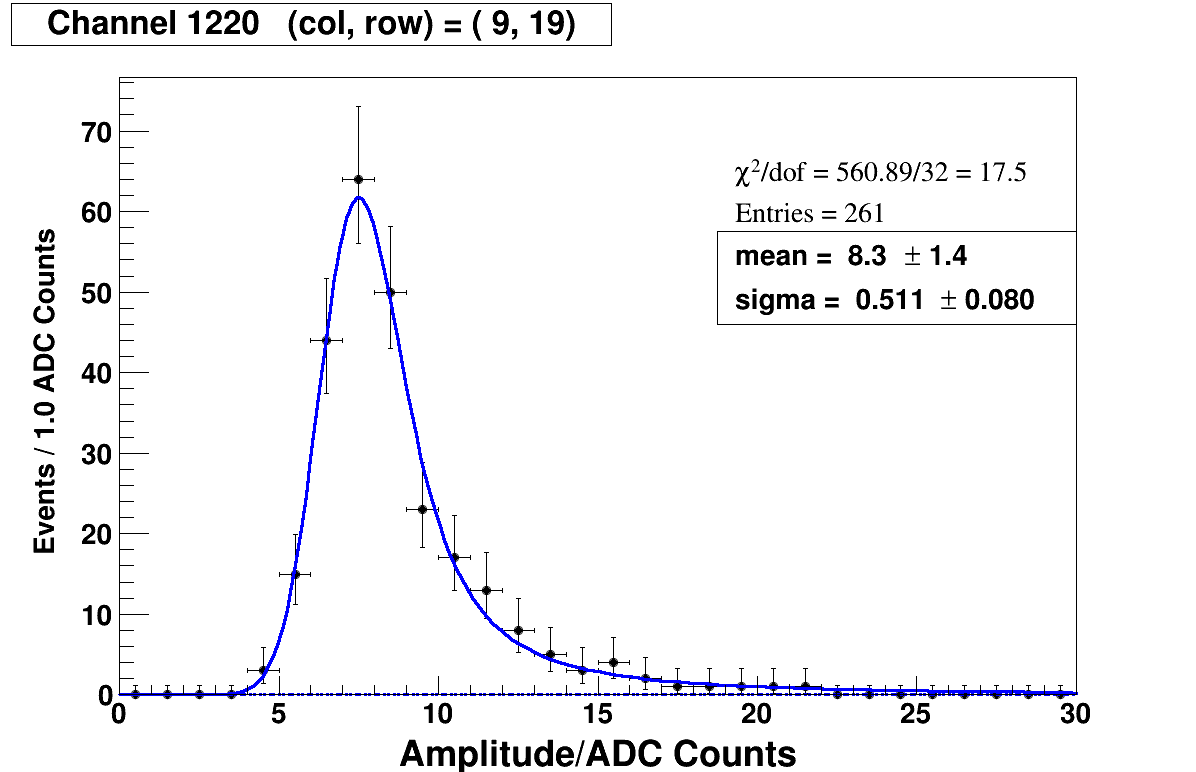 Channel 1220 (col, row) = ( 9, 19)
χ²/dof = 560.89/32 = 17.5
Entries = 261
mean = 8.3 ± 1.4
sigma = 0.511 ± 0.080
Events / 1.0 ADC Counts
70
60
50
40
30
20
10
0
0 5 10 15 20 25 30
Amplitude/ADC Counts